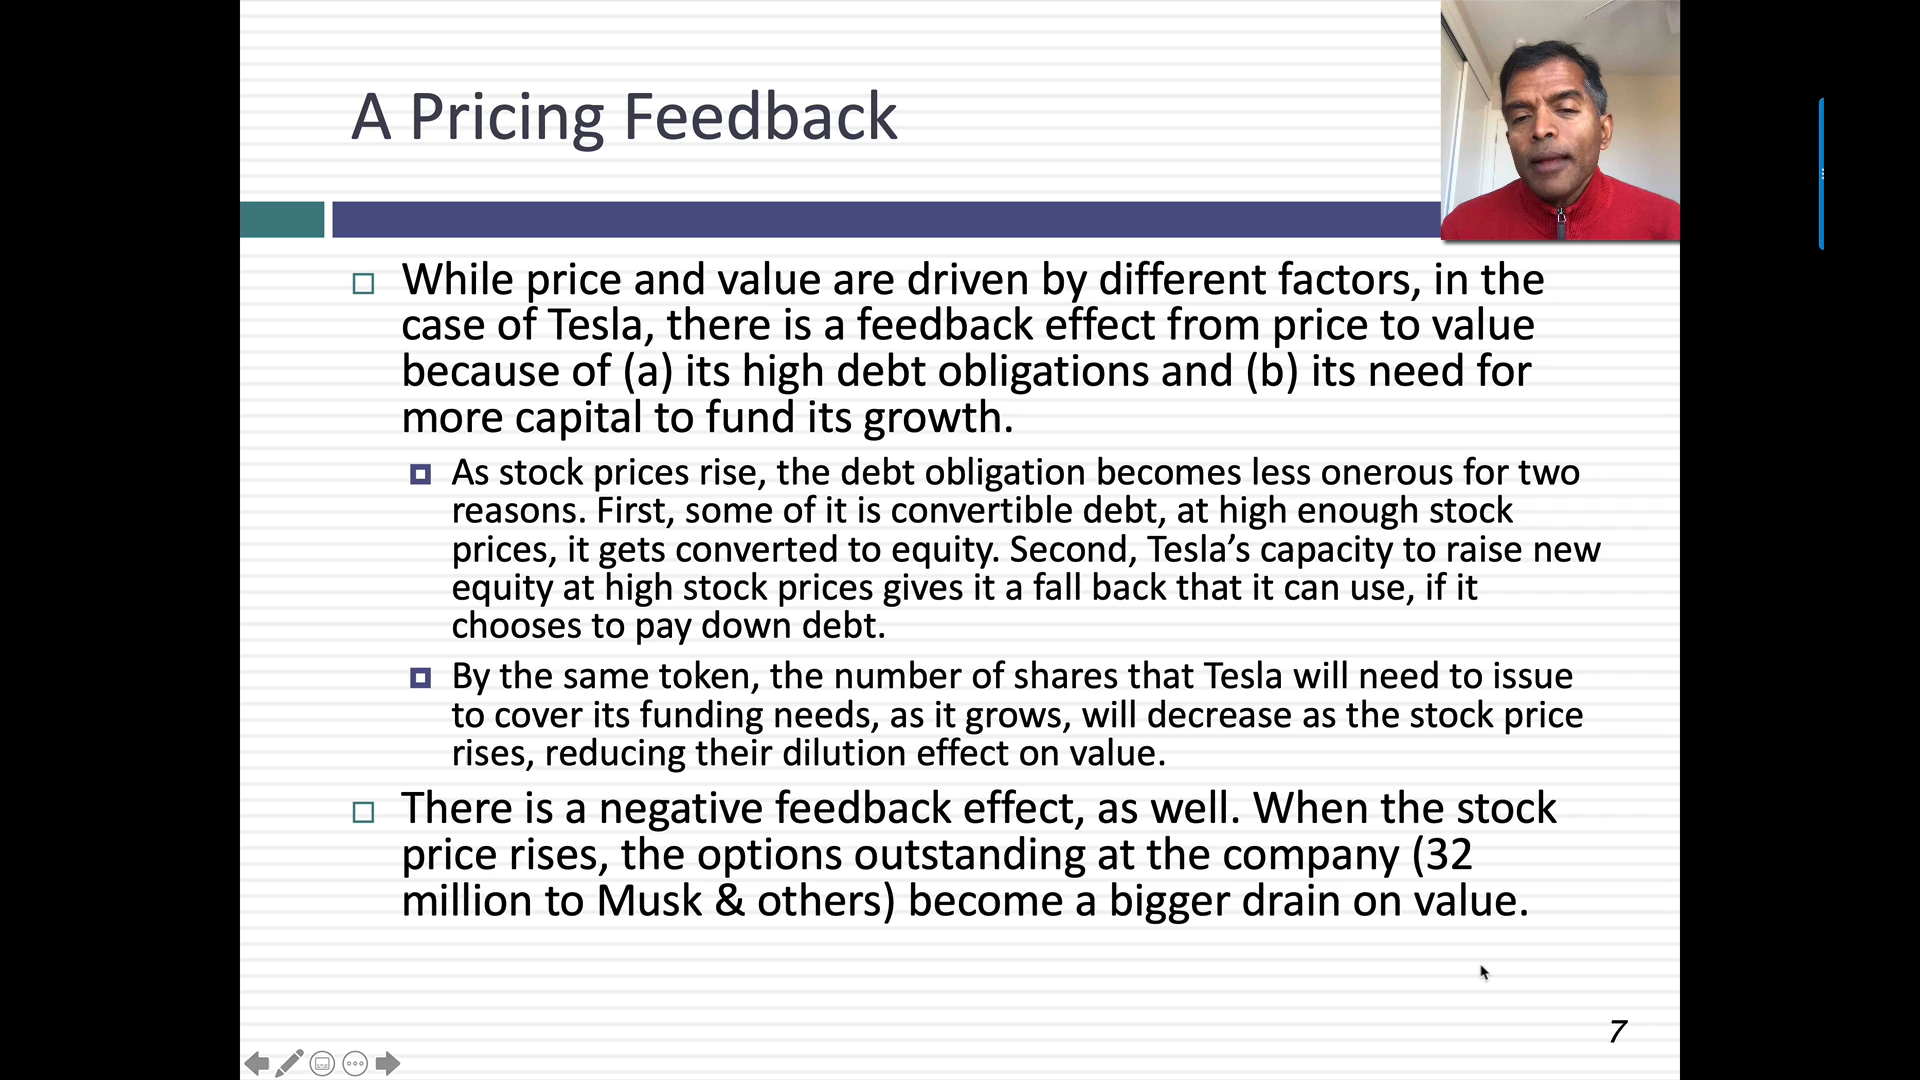 A Pricing Feedback
While price and value are driven by different factors, in the
case of Tesla, there is a feedback effect from price to value
because of (a) its high debt obligations and (b) its need for
more capital to fund its growth.
As stock prices rise, the debt obligation becomes less onerous for two
reasons. First, some of it is convertible debt, at high enough stock
prices, it gets converted to equity. Second, Tesla’s capacity to raise new
equity at high stock prices gives it a fall back that it can use, if it
chooses to pay down debt.
By the same token, the number of shares that Tesla will need to issue
to cover its funding needs, as it grows, will decrease as the stock price
rises, reducing their dilution effect on value.
There is a negative feedback effect, as well. When the stock
price rises, the options outstanding at the company (32
million to Musk & others) become a bigger drain on value.
7